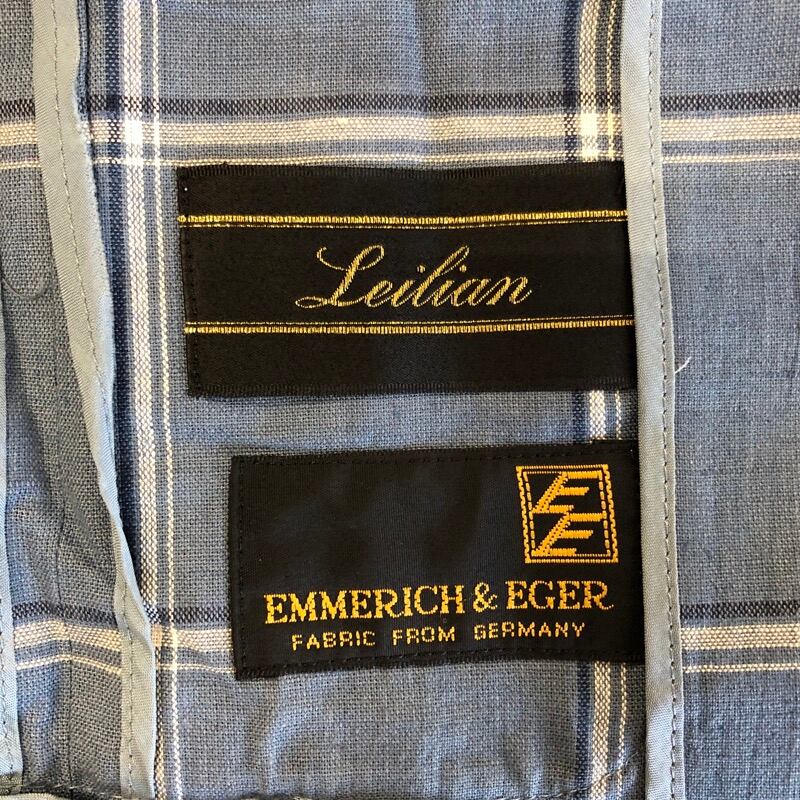 Leilian
EE
EMMERICH & EGER
FABRIC FROM GERMANY